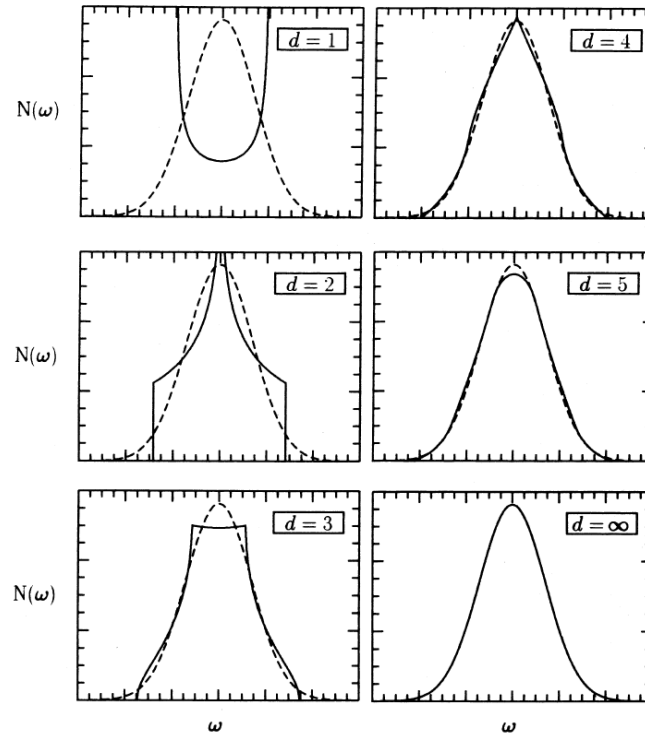 d = 1
d = 4
N(ω)
d = 2
d = 5
N(ω)
d = 3
d = ∞
N(ω)
ω
ω